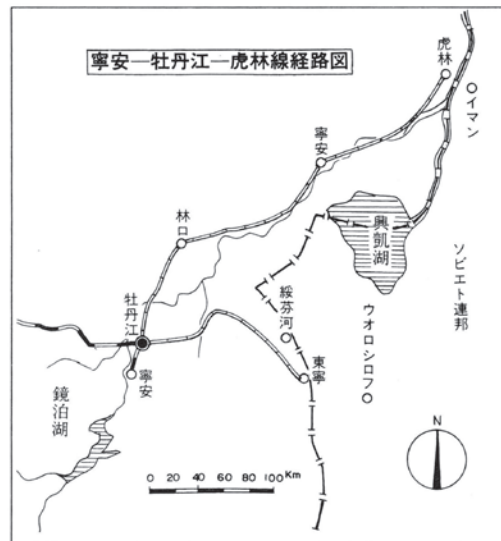 寧安―牡丹江―虎林線経路図
虎林
イマン
寧安
興凱湖
林口
ソビエト連邦
綏芬河
牡丹江
ウオロシロフ
東寧
寧安
鏡泊湖
N
0 20 40 60 80 100 Km